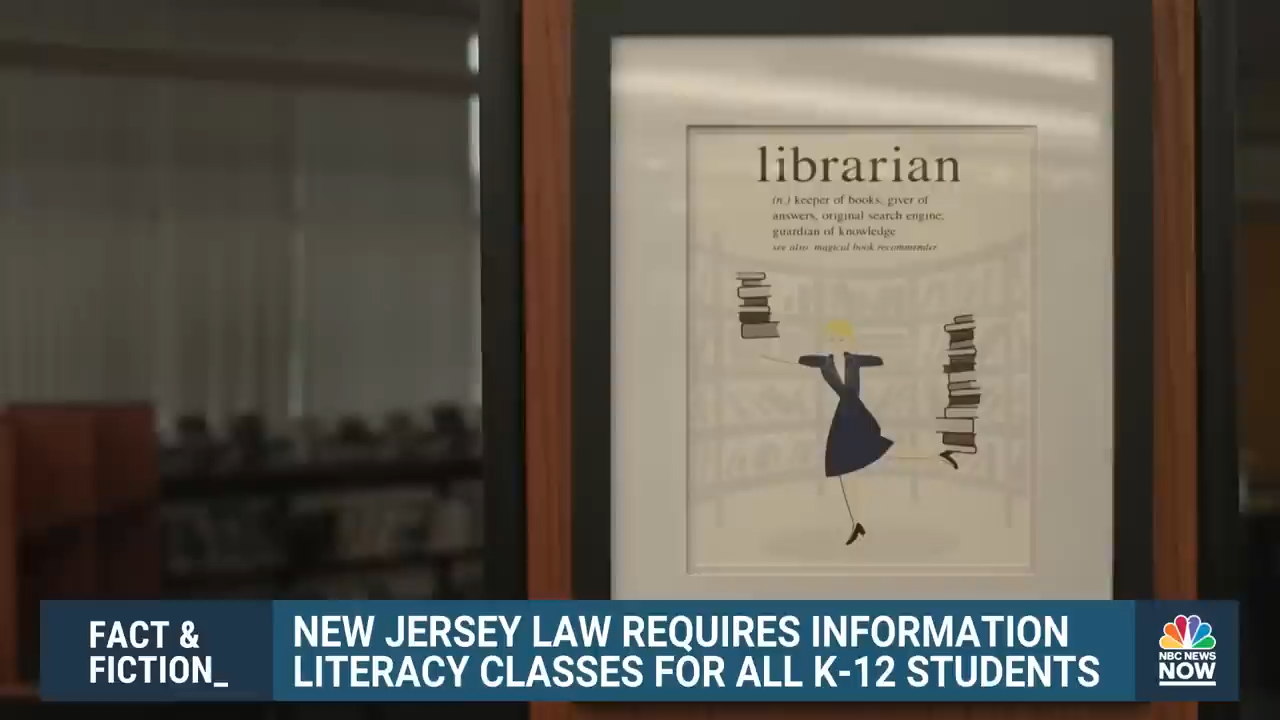 librarian
(n.) keeper of books, giver of
answers, original search engine,
guardian of knowledge
see also: magical book recommender
FACT &
FICTION_
NEW JERSEY LAW REQUIRES INFORMATION
LITERACY CLASSES FOR ALL K-12 STUDENTS
NBC NEWS
NOW